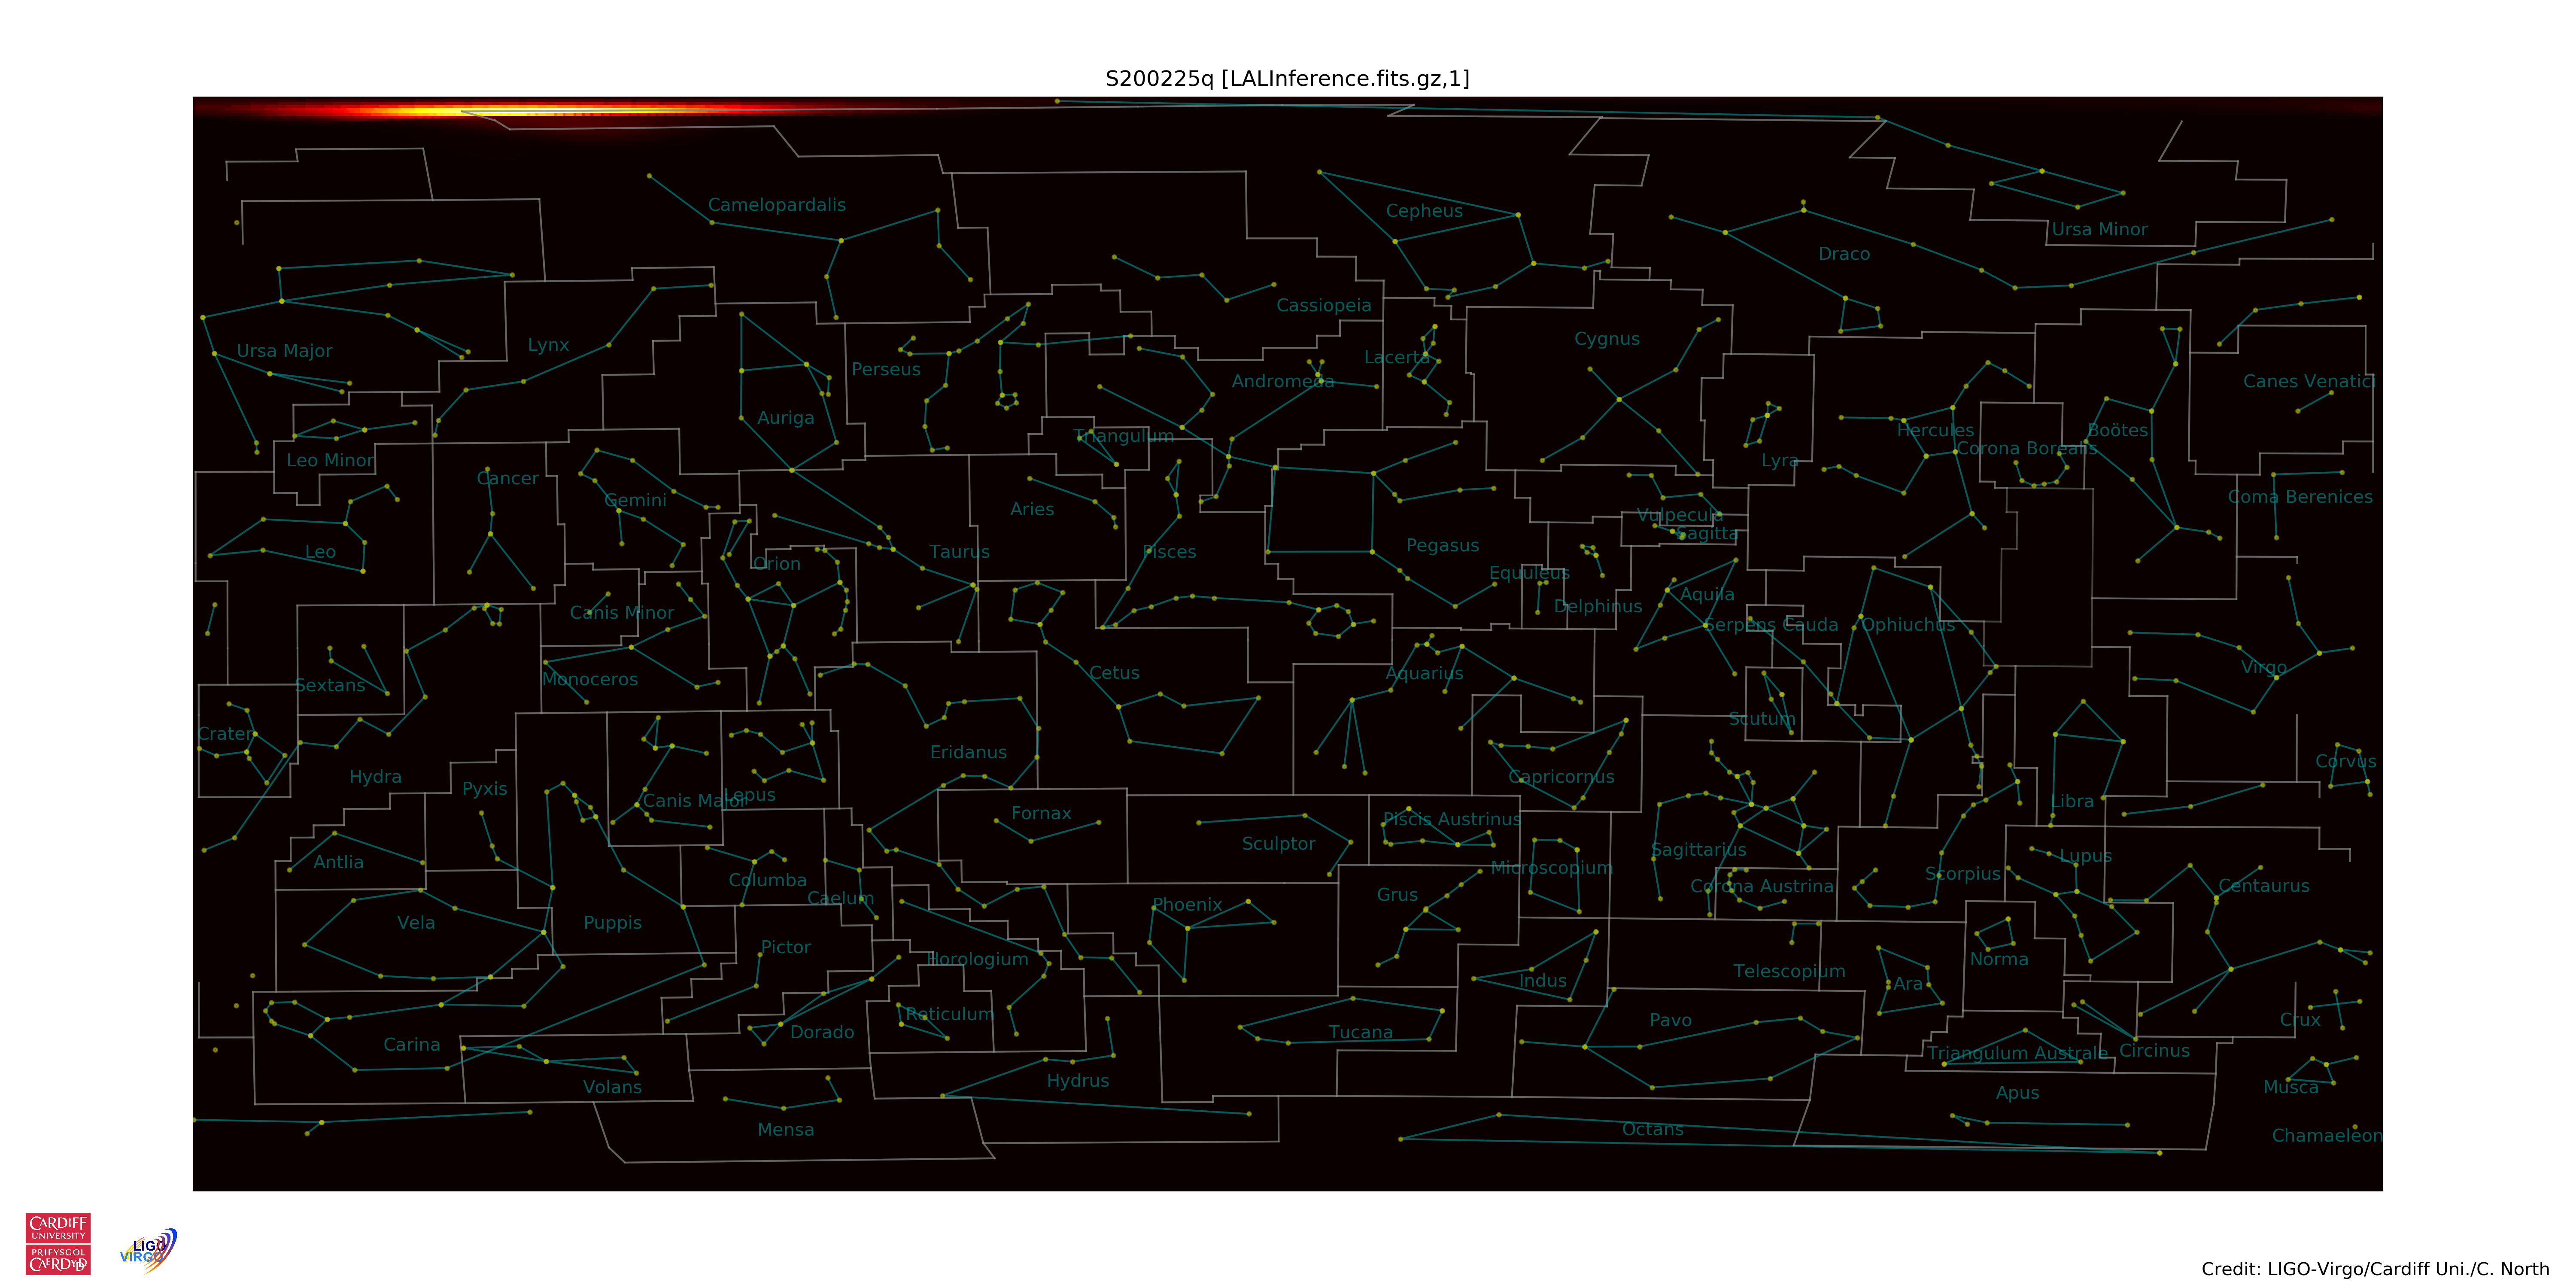 S200225q [LALInference.fits.gz,1]
Camelopardalis
Cepheus
Ursa Minor
Draco
Cassiopeia
Cygnus
Ursa Major
Lynx
Lacerta
Perseus
Andromeda
Canes Venatici
Auriga
Triangulum
Hercules
Boötes
Corona Borealis
Leo Minor
Lyra
Cancer
Gemini
Coma Berenices
Aries
Vulpecula
Sagitta
Leo
Taurus
Pisces
Pegasus
Orion
Equuleus
Canis Minor
Delphinus
Aquila
Serpens Cauda
Ophiuchus
Virgo
Sextans
Monoceros
Cetus
Aquarius
Crater
Scutum
Eridanus
Corvus
Hydra
Capricornus
Pyxis
Canis Major
Lepus
Libra
Fornax
Piscis Austrinus
Sculptor
Sagittarius
Antlia
Lupus
Microscopium
Columba
Scorpius
Corona Austrina
Centaurus
Caelum
Grus
Phoenix
Vela
Puppis
Pictor
Horologium
Norma
Telescopium
Indus
Ara
Reticulum
Pavo
Crux
Dorado
Tucana
Carina
Triangulum Australe
Circinus
Volans
Hydrus
Musca
Apus
Mensa
Octans
Chamaeleon
CARDIFF
UNIVERSITY
PRIFYSGOL
CAERDYDD
LIGO
VIRGO
Credit: LIGO-Virgo/Cardiff Uni./C. North